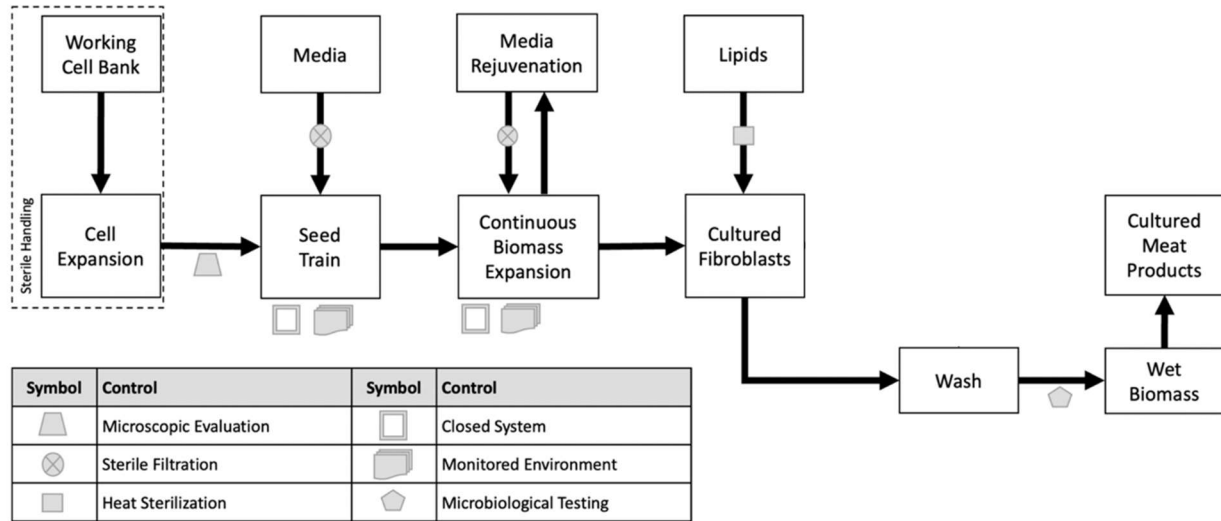 Working
Cell Bank
Media
Media
Rejuvenation
Lipids
Sterile Handling
Cell
Expansion
Seed
Train
Continuous
Biomass
Expansion
Cultured
Fibroblasts
Cultured
Meat
Products
Wash
Wet
Biomass
Symbol Control Symbol Control
Microscopic Evaluation Closed System
Sterile Filtration Monitored Environment
Heat Sterilization Microbiological Testing